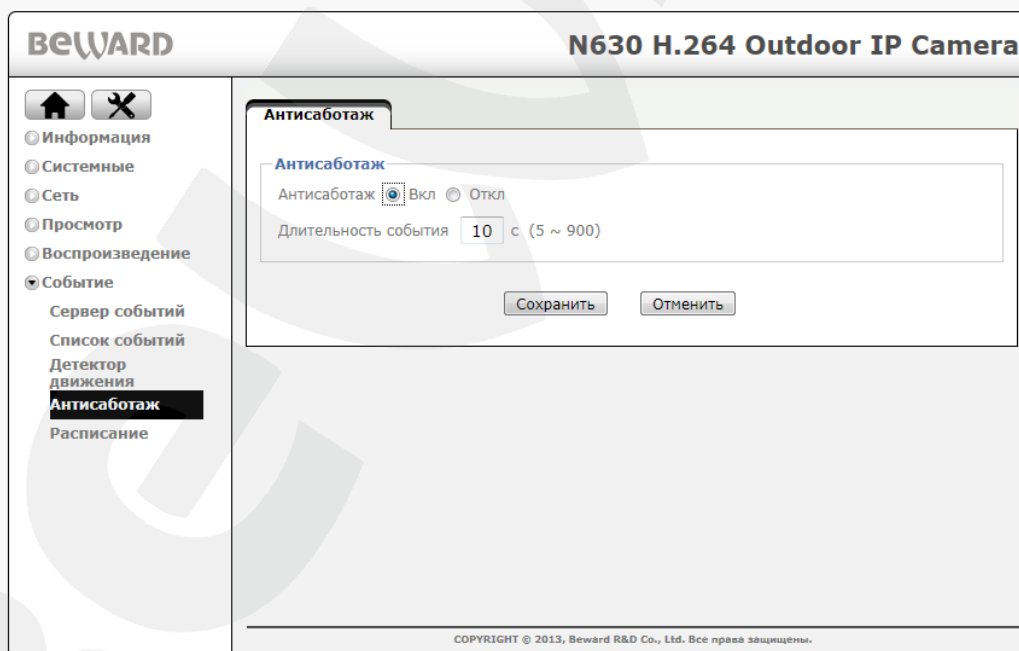 BEWARD
N630 H.264 Outdoor IP Camera
Информация
Системные
Сеть
Просмотр
Воспроизведение
Событие
Сервер событий
Список событий
Детектор
движения
Антисаботаж
Расписание
Антисаботаж
Антисаботаж
Антисаботаж Вкл Откл
Длительность события 10 с (5 ~ 900)
Сохранить Отменить
COPYRIGHT © 2013, Beward R&D Co., Ltd. Все права защищены.